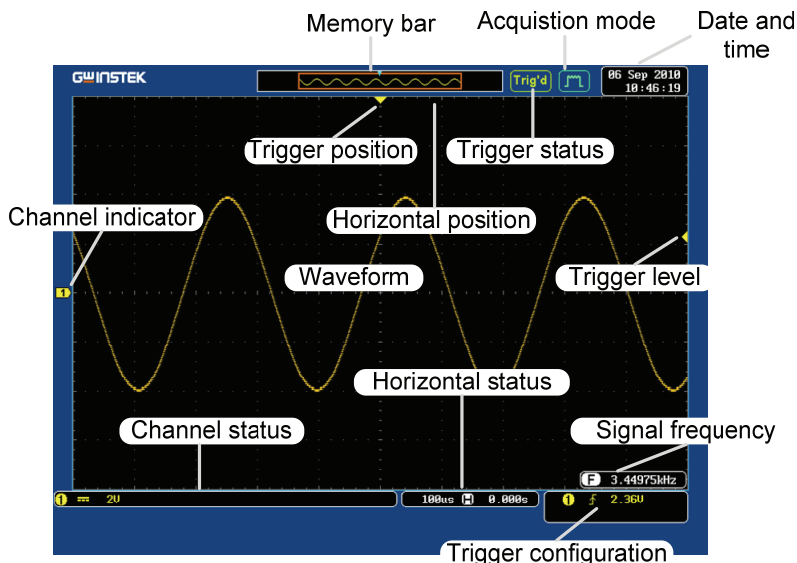 Memory bar
Acquistion mode
Date and
time
GWINSTEK
Trig'd
06 Sep 2010
10:46:19
Trigger position
Trigger status
Channel indicator
Horizontal position
Waveform
Trigger level
1
Horizontal status
Channel status
Signal frequency
F 3.44975kHz
1 2V
100us H 0.000s
1 2.36V
Trigger configuration